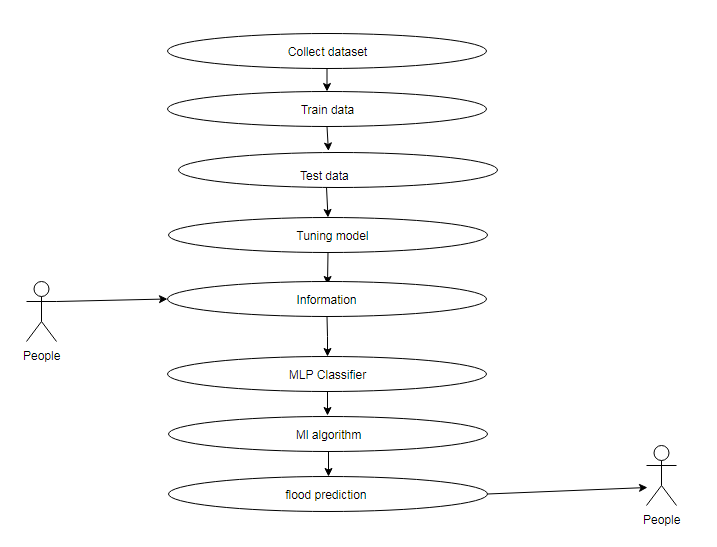 Collect dataset
Train data
Test data
Tuning model
Information
People
MLP Classifier
Ml algorithm
flood prediction
People